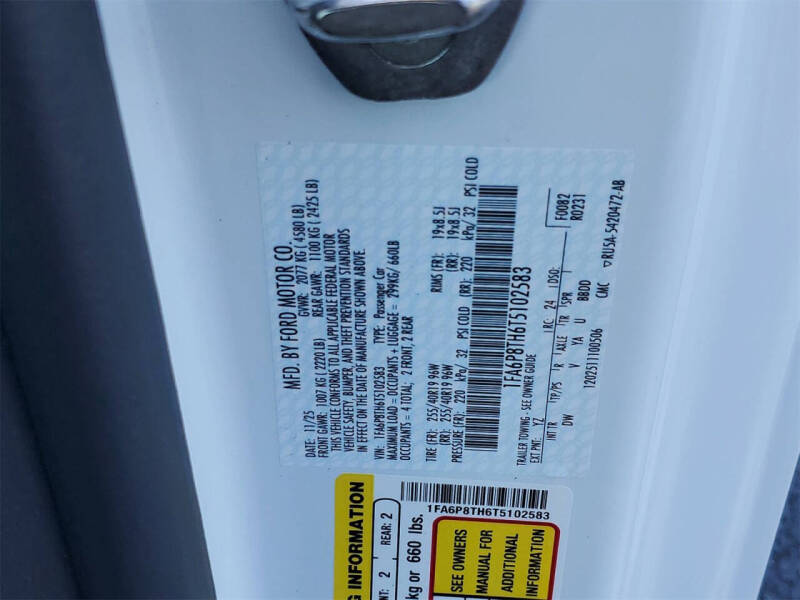 MFD. BY FORD MOTOR CO.
DATE: 11/25 GVWR: 2077 KG ( 4580 LB)
FRONT GAWR: 1007 KG ( 2220 LB) REAR GAWR: 1100 KG ( 2425 LB)
THIS VEHICLE CONFORMS TO ALL APPLICABLE FEDERAL MOTOR
VEHICLE SAFETY, BUMPER, AND THEFT PREVENTION STANDARDS
IN EFFECT ON THE DATE OF MANUFACTURE SHOWN ABOVE.
VIN: 1FA6P8TH6T5102583 TYPE: Passenger Car
MAXIMUM LOAD = OCCUPANTS + LUGGAGE = 299KG/ 660LB
OCCUPANTS = 4 TOTAL; 2 FRONT, 2 REAR
TIRE (FR): 255/40R19 96W RIMS (FR): 19x8.5J
(RR): 255/40R19 96W (RR): 19x8.5J
PRESSURE(FR): 220 kPa/ 32 PSI COLD (RR): 220 kPa/ 32 PSI COLD
1FA6P8TH6T5102583
TRAILER TOWING - SEE OWNER GUIDE
EXT PNT: YZ RC: 24 DSO: F0082
INT TR TP/PS R AXLE TR SPR R0231
DW V YA U BBDD
1202511100506 CMC ▽RU5A-5420472-AB
1FA6P8TH6T5102583
G INFORMATION
NT: 2 REAR: 2
kg or 660 lbs.
SEE OWNERS
MANUAL FOR
ADDITIONAL
INFORMATION